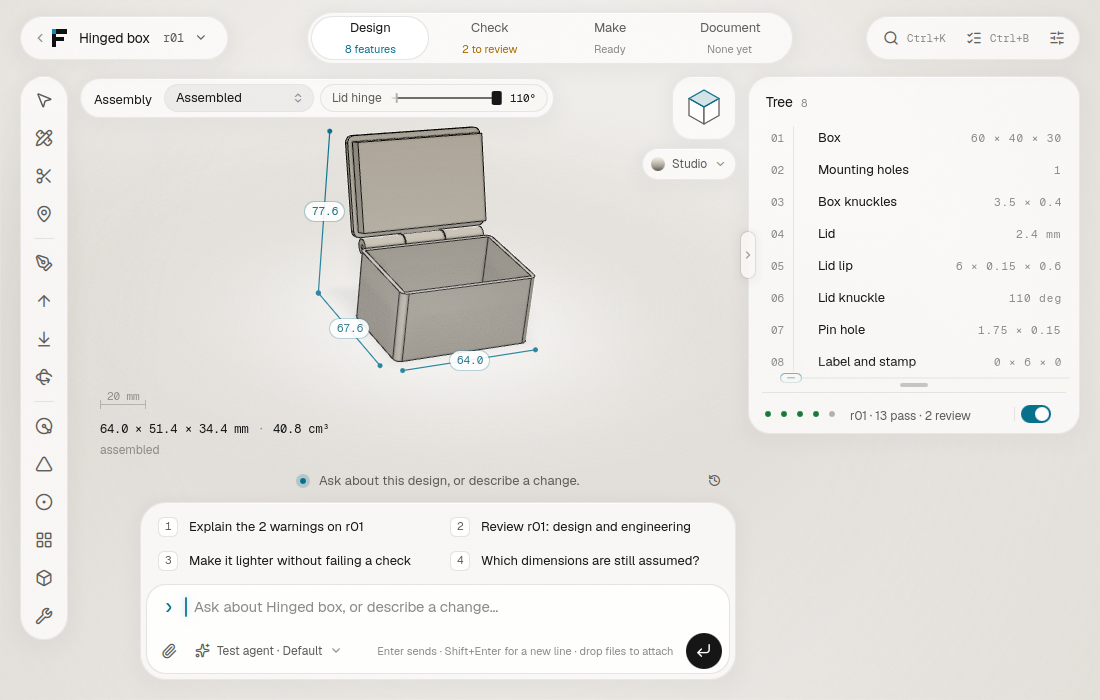 Hinged box r01
Design
8 features
Check
2 to review
Make
Ready
Document
None yet
Ctrl+K
Ctrl+B
Assembly
Assembled
Lid hinge
110°
Studio
Tree 8
01 Box 60 × 40 × 30
02 Mounting holes 1
03 Box knuckles 3.5 × 0.4
04 Lid 2.4 mm
05 Lid lip 6 × 0.15 × 0.6
06 Lid knuckle 110 deg
07 Pin hole 1.75 × 0.15
08 Label and stamp 0 × 6 × 0
r01 · 13 pass · 2 review
77.6
67.6
64.0
20 mm
64.0 × 51.4 × 34.4 mm · 40.8 cm³
assembled
Ask about this design, or describe a change.
1 Explain the 2 warnings on r01
2 Review r01: design and engineering
3 Make it lighter without failing a check
4 Which dimensions are still assumed?
Ask about Hinged box, or describe a change...
Test agent · Default
Enter sends · Shift+Enter for a new line · drop files to attach